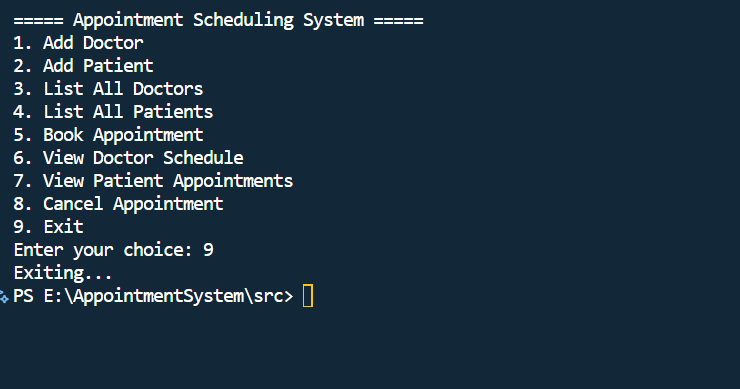 ===== Appointment Scheduling System =====
1. Add Doctor
2. Add Patient
3. List All Doctors
4. List All Patients
5. Book Appointment
6. View Doctor Schedule
7. View Patient Appointments
8. Cancel Appointment
9. Exit
Enter your choice: 9
Exiting...
PS E:\AppointmentSystem\src>